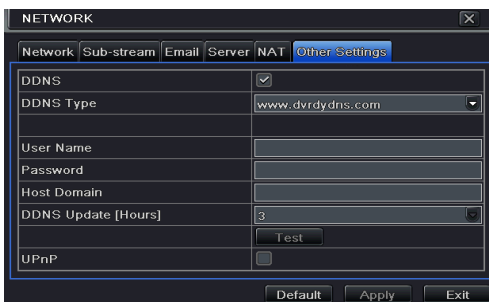 NETWORK
Network Sub-stream Email Server NAT Other Settings
DDNS
DDNS Type www.dvrdydns.com
User Name
Password
Host Domain
DDNS Update [Hours] 3
Test
UPnP
Default Apply Exit